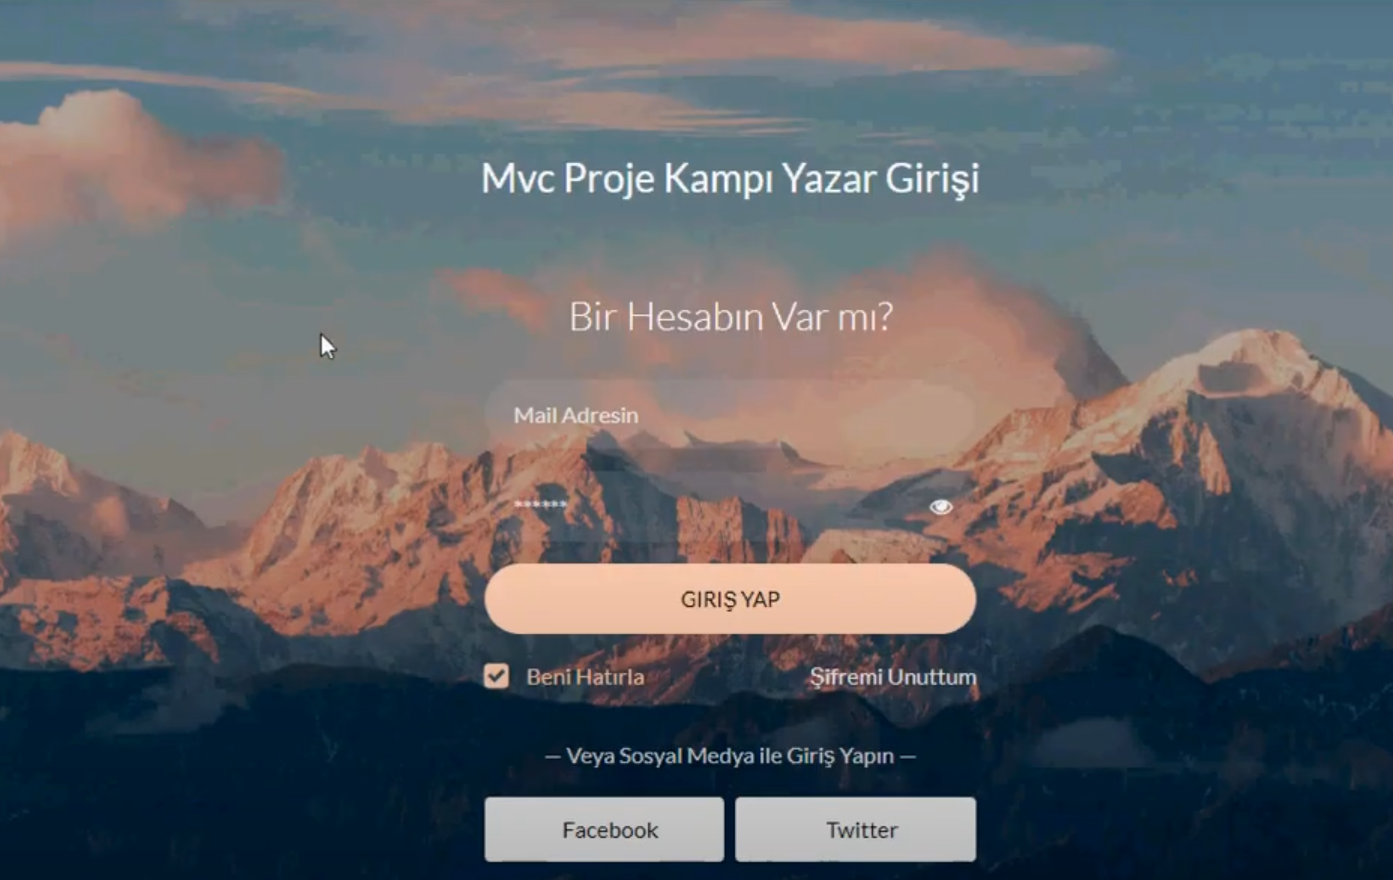 Mvc Proje Kampı Yazar Girişi
Bir Hesabın Var mı?
Mail Adresin
******
GIRIŞ YAP
Beni Hatırla
Şifremi Unuttum
— Veya Sosyal Medya ile Giriş Yapın —
Facebook
Twitter